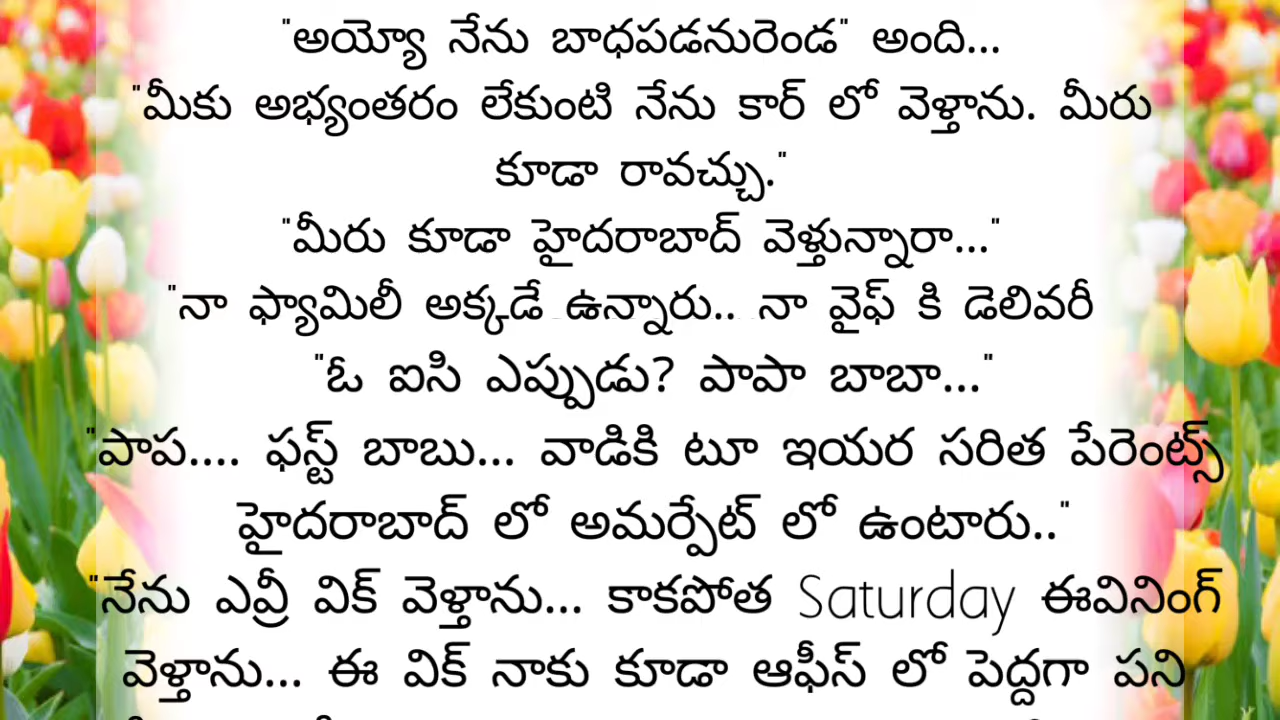 "అయ్యో నేను బాధపడనురెండ" అంది...
"మీకు అభ్యంతరం లేకుంటి నేను కార్ లో వెళ్తాను. మీరు
కూడా రావచ్చు."
"మీరు కూడా హైదరాబాద్ వెళ్తున్నారా..."
"నా ఫ్యామిలీ అక్కడే ఉన్నారు.. నా వైఫ్ కి డెలివరీ
"ఓ ఐసి ఎప్పుడు? పాపా బాబా..."
"పాప.... ఫస్ట్ బాబు... వాడికి టూ ఇయర సరిత పేరెంట్స్
హైదరాబాద్ లో అమర్పేట్ లో ఉంటారు.."
"నేను ఎవ్రీ విక్ వెళ్తాను... కాకపోత Saturday ఈవినింగ్
వెళ్తాను... ఈ విక్ నాకు కూడా ఆఫీస్ లో పెద్దగా పని